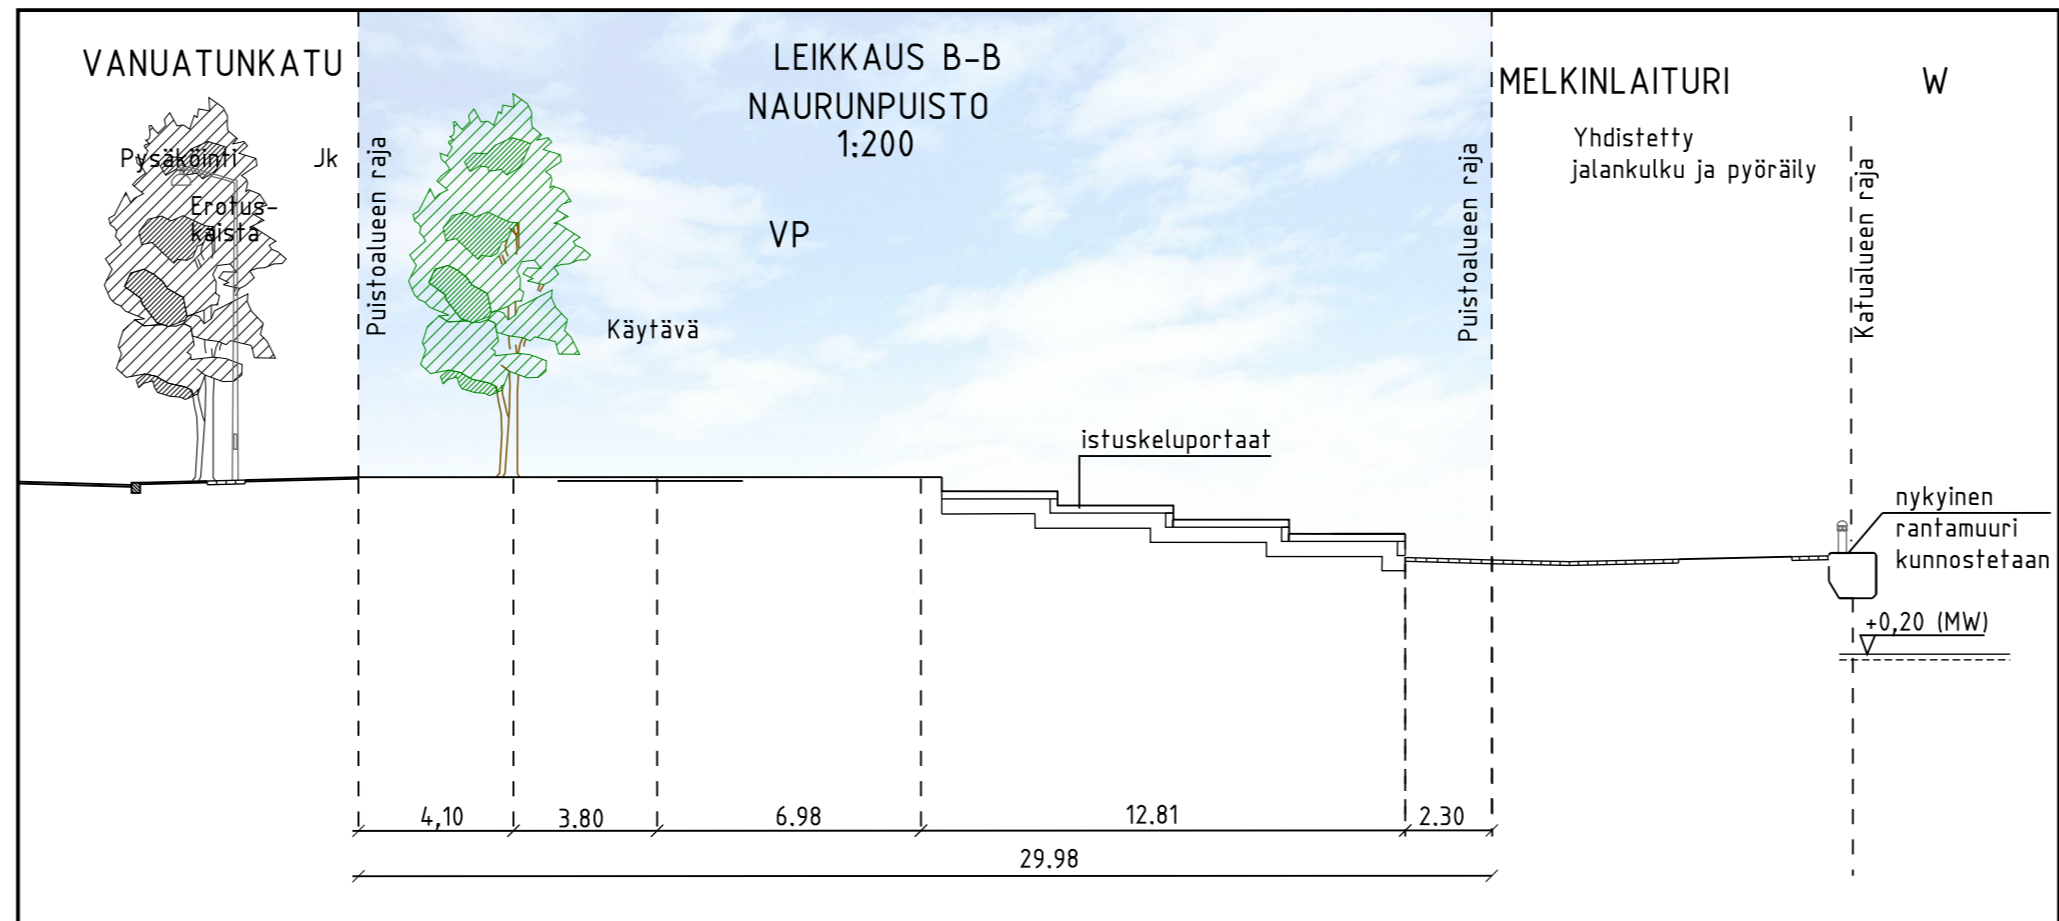 VANUATUNKATU
LEIKKAUS B-B
NAURUNPUISTO
1:200
MELKINLAITURI
W
Pysäköinti
Jk
Erotus-
kaista
Puistoalueen raja
VP
Käytävä
istuskeluportaat
Puistoalueen raja
Yhdistetty
jalankulku ja pyöräily
Katualueen raja
nykyinen
rantamuuri
kunnostetaan
+0,20 (MW)
4,10
3.80
6.98
12.81
2.30
29.98